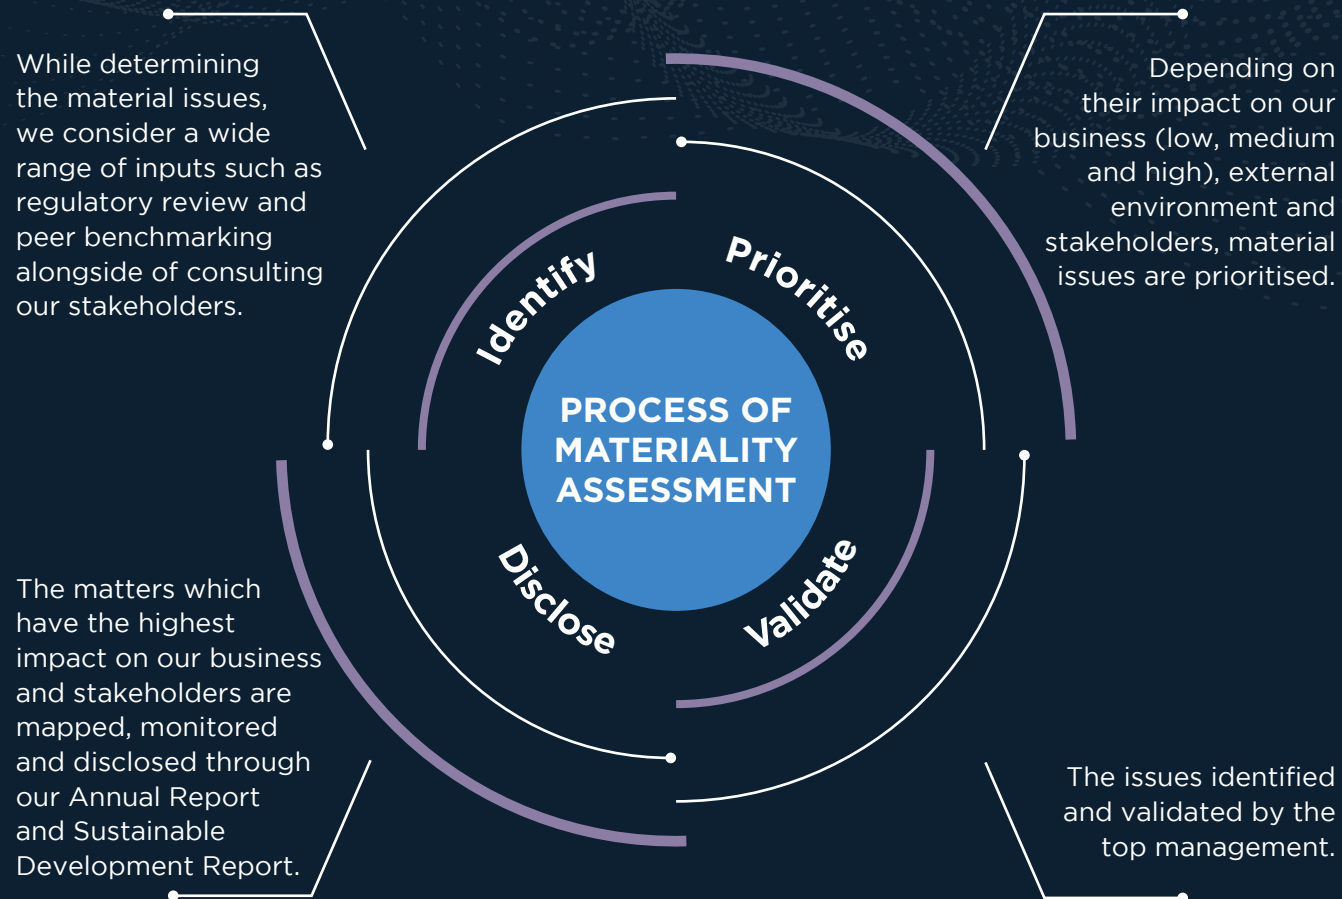 While determining
the material issues,
we consider a wide
range of inputs such as
regulatory review and
peer benchmarking
alongside of consulting
our stakeholders.
Depending on
their impact on our
business (low, medium
and high), external
environment and
stakeholders, material
issues are prioritised.
Identify
Prioritise
PROCESS OF
MATERIALITY
ASSESSMENT
Disclose
Validate
The matters which
have the highest
impact on our business
and stakeholders are
mapped, monitored
and disclosed through
our Annual Report
and Sustainable
Development Report.
The issues identified
and validated by the
top management.